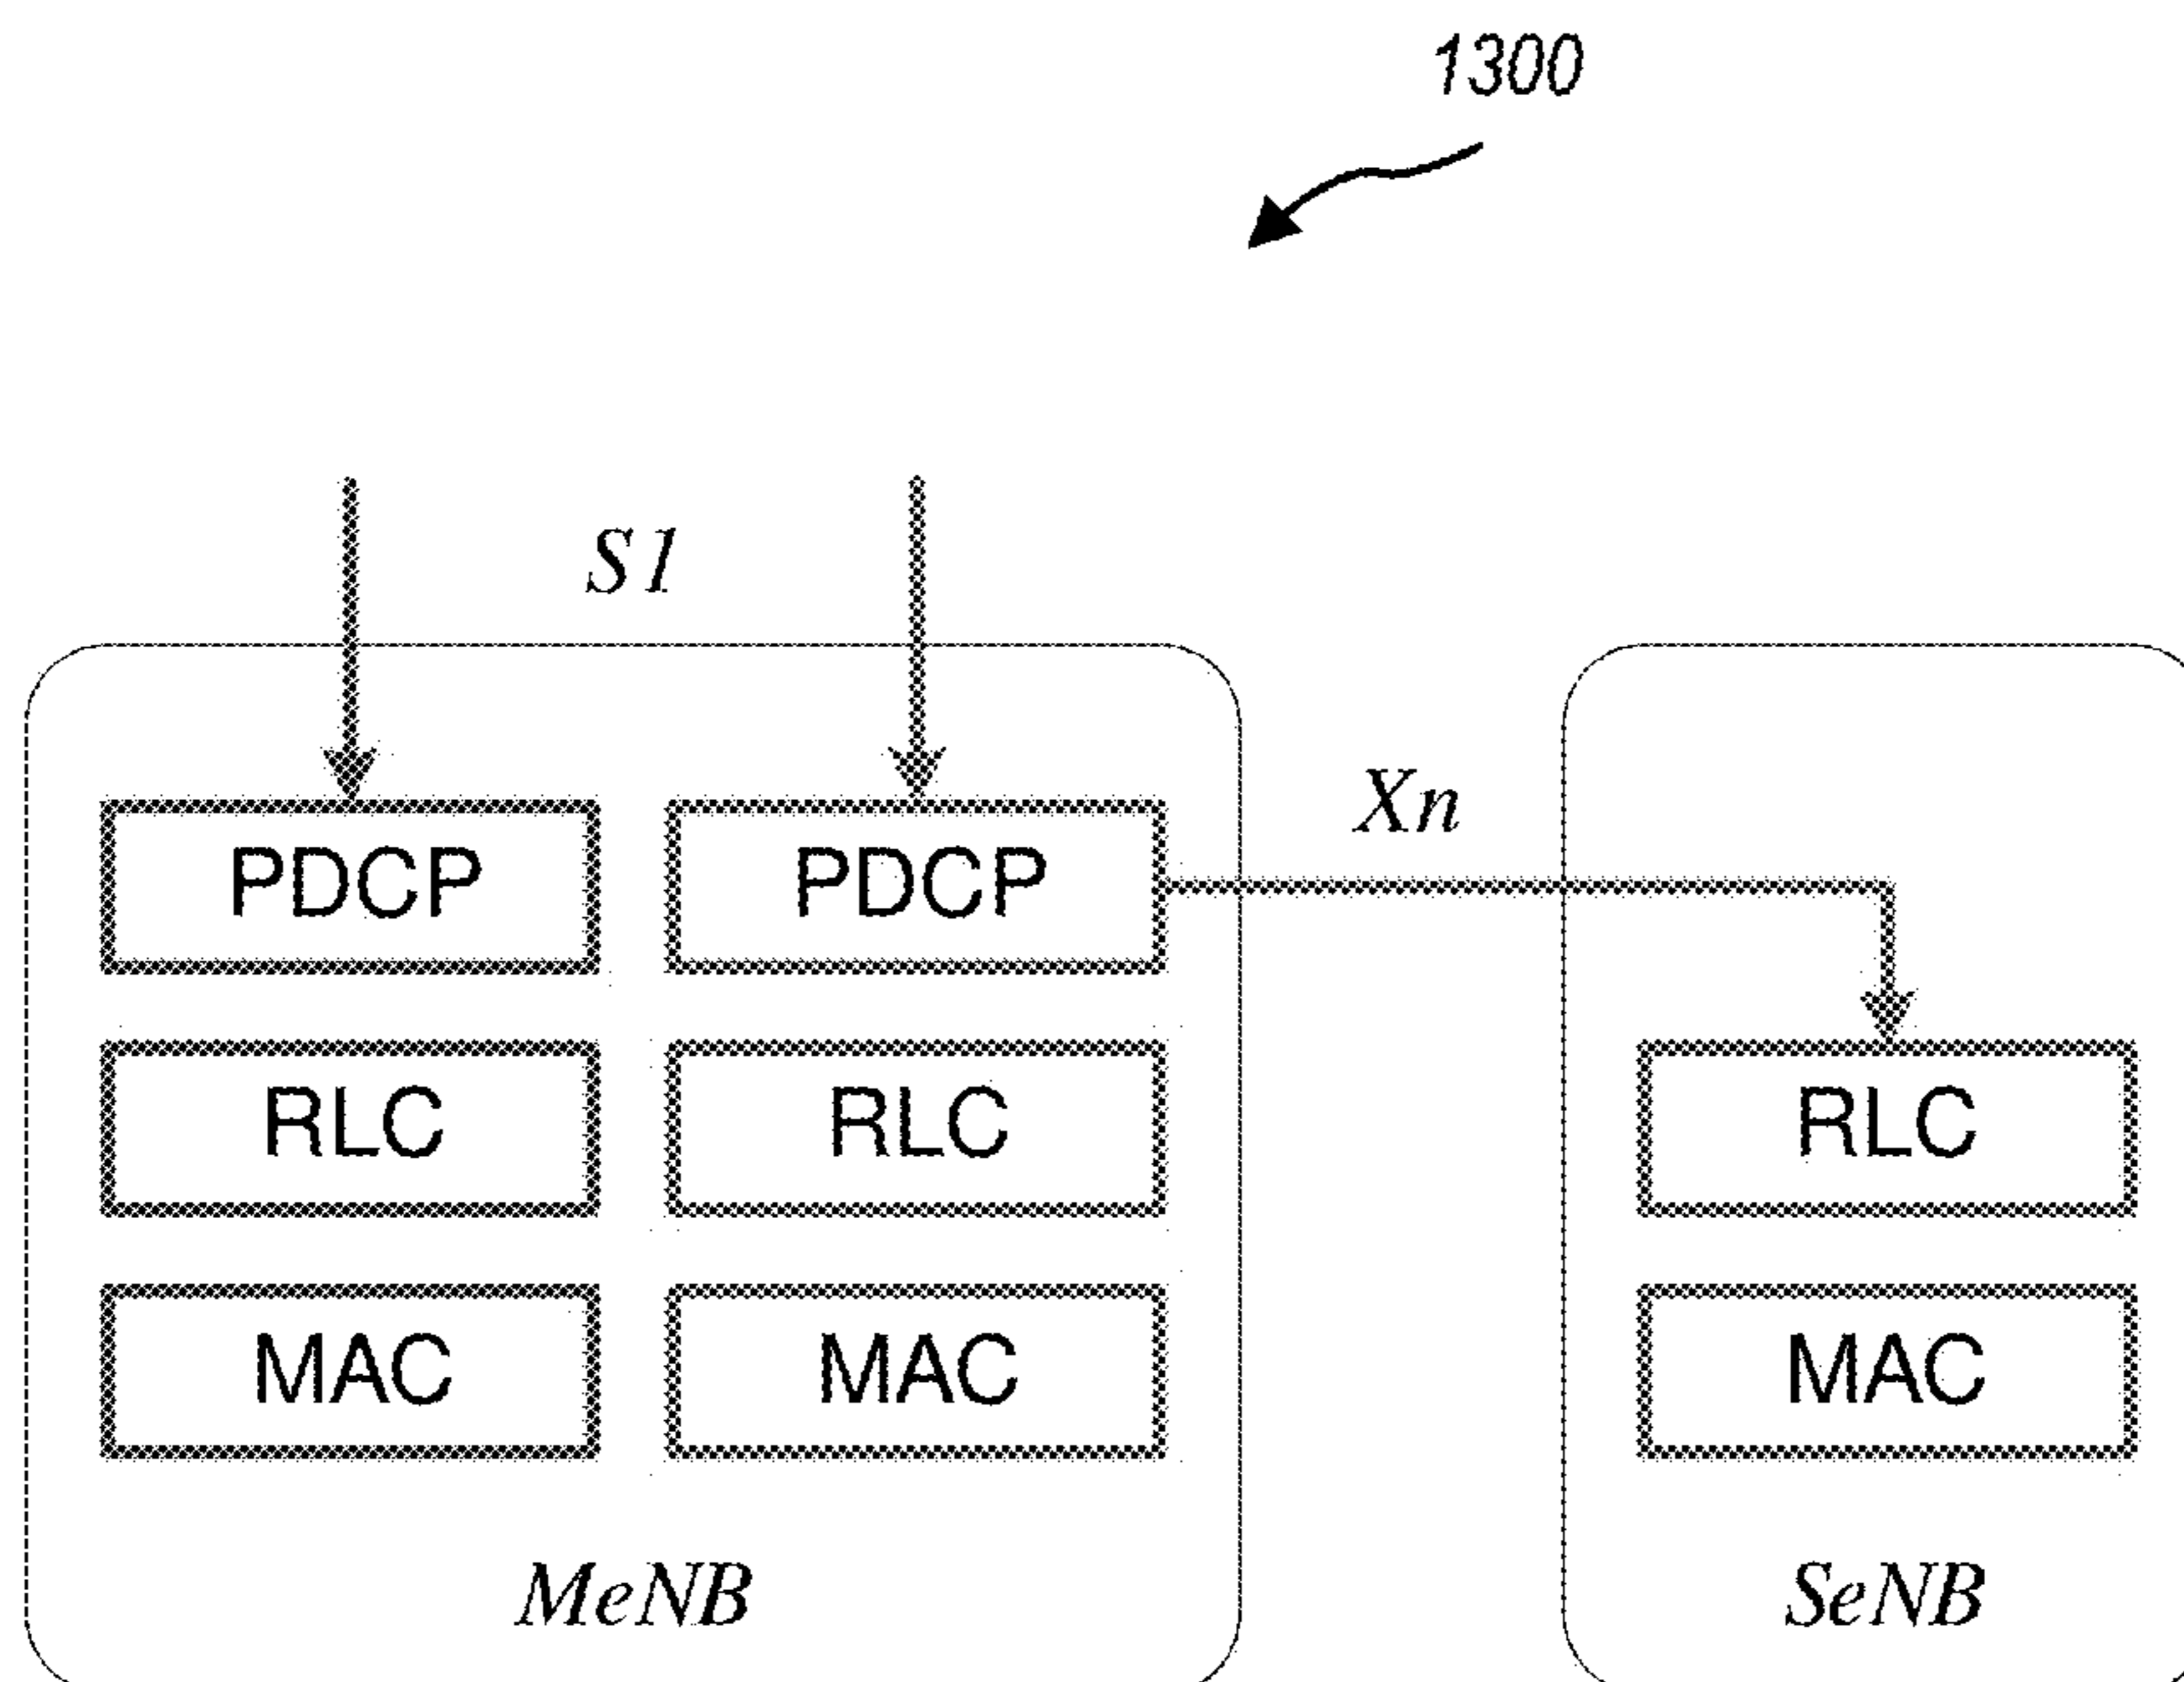 1300
S1
Xn
PDCP PDCP
RLC RLC RLC
MAC MAC MAC
MeNB SeNB